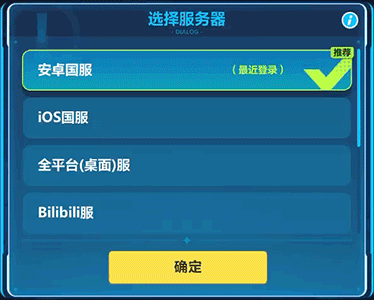 选择服务器
- DIALOG -
推荐
安卓国服 (最近登录)
iOS国服
全平台(桌面)服
Bilibili服
确定